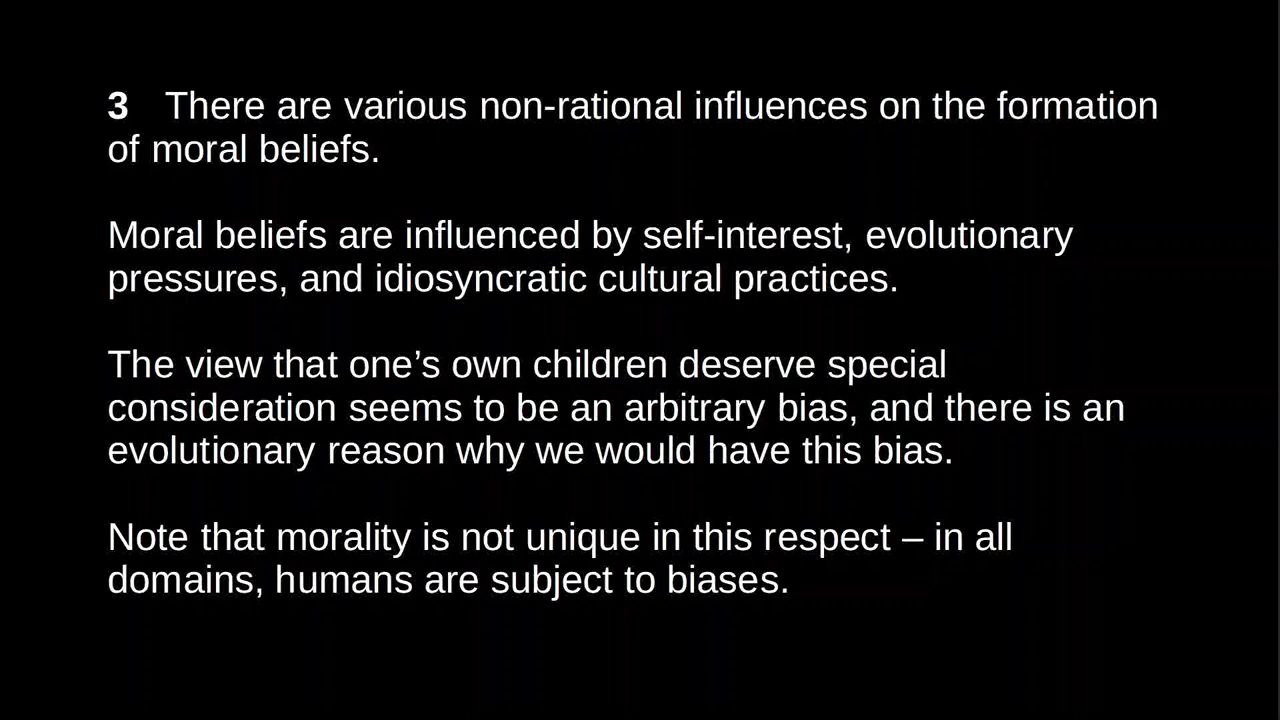 3 There are various non-rational influences on the formation
of moral beliefs.
Moral beliefs are influenced by self-interest, evolutionary
pressures, and idiosyncratic cultural practices.
The view that one’s own children deserve special
consideration seems to be an arbitrary bias, and there is an
evolutionary reason why we would have this bias.
Note that morality is not unique in this respect – in all
domains, humans are subject to biases.